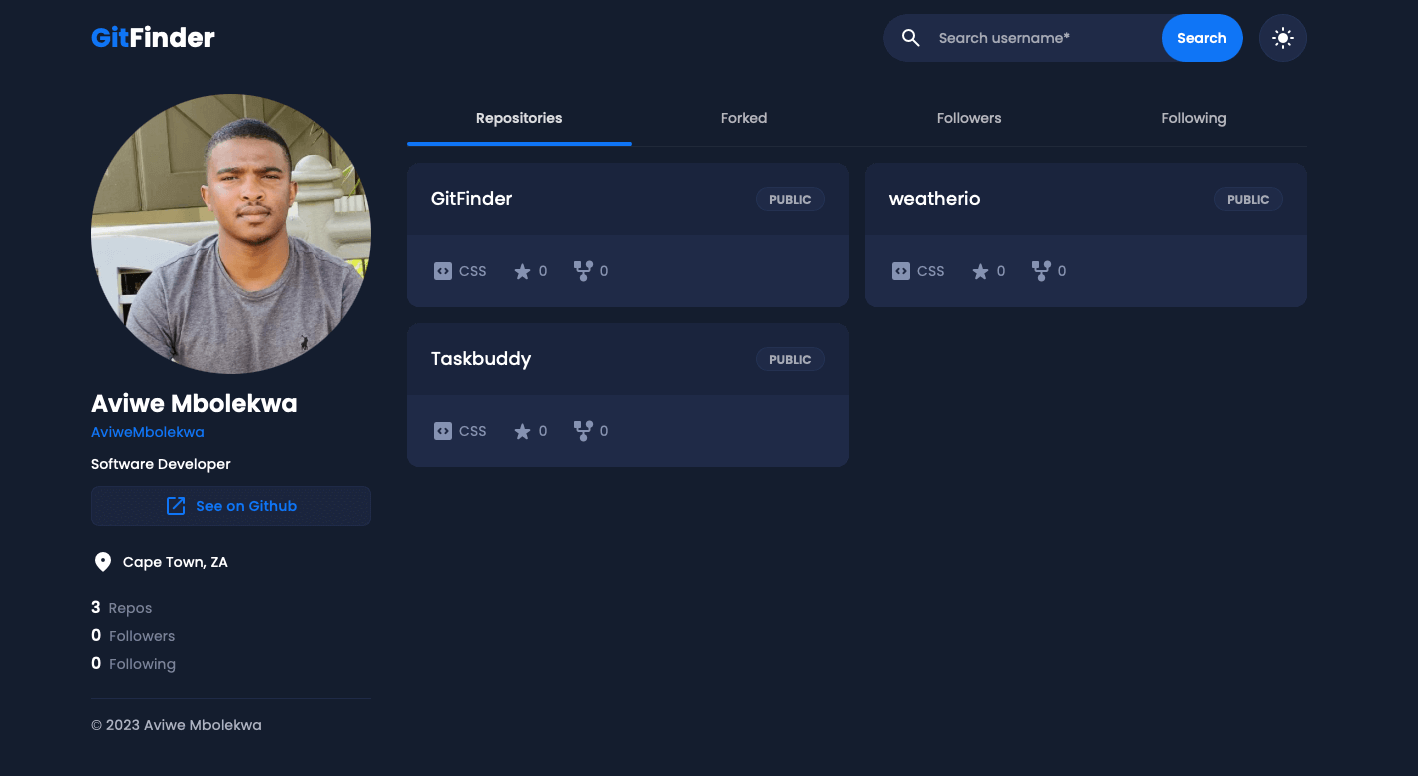 GitFinder
Search username*
Search
Aviwe Mbolekwa
AviweMbolekwa
Software Developer
See on Github
Cape Town, ZA
3 Repos
0 Followers
0 Following
© 2023 Aviwe Mbolekwa
Repositories
Forked
Followers
Following
GitFinder
PUBLIC
CSS 0 0
weatherio
PUBLIC
CSS 0 0
Taskbuddy
PUBLIC
CSS 0 0